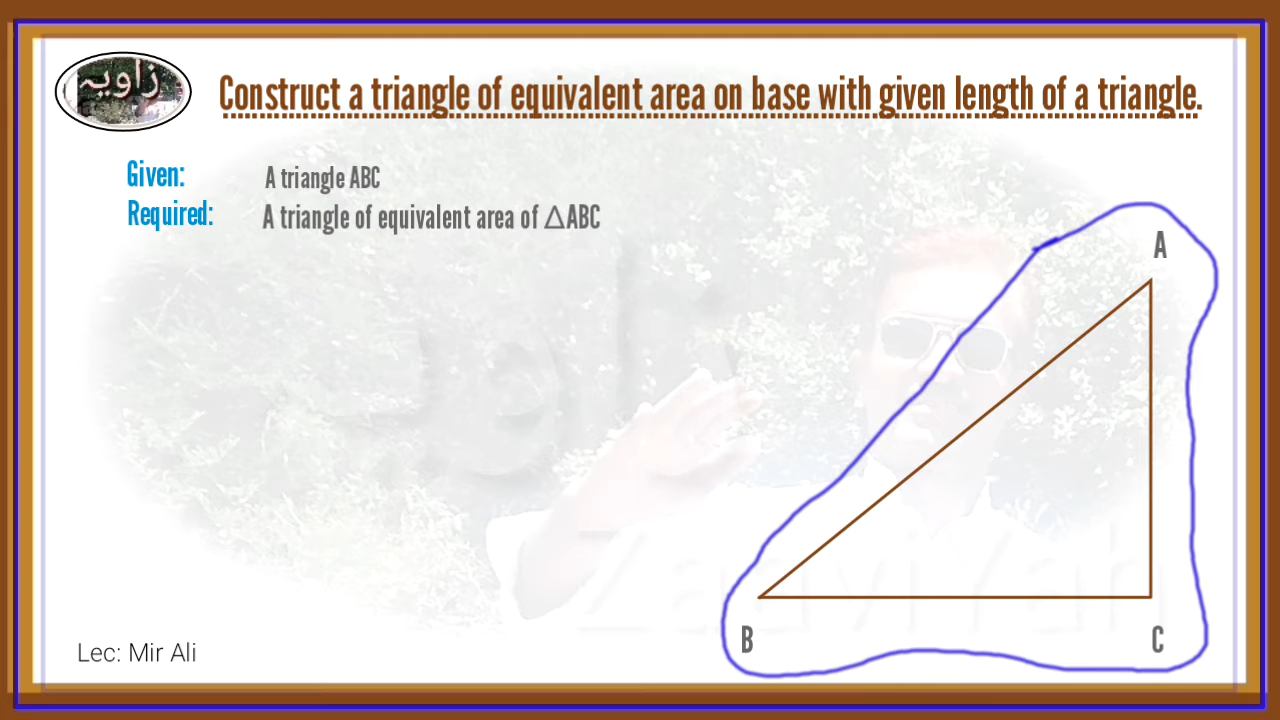 زاویہ
Construct a triangle of equivalent area on base with given length of a triangle.
Given: A triangle ABC
Required: A triangle of equivalent area of △ABC
A
B
C
Lec: Mir Ali